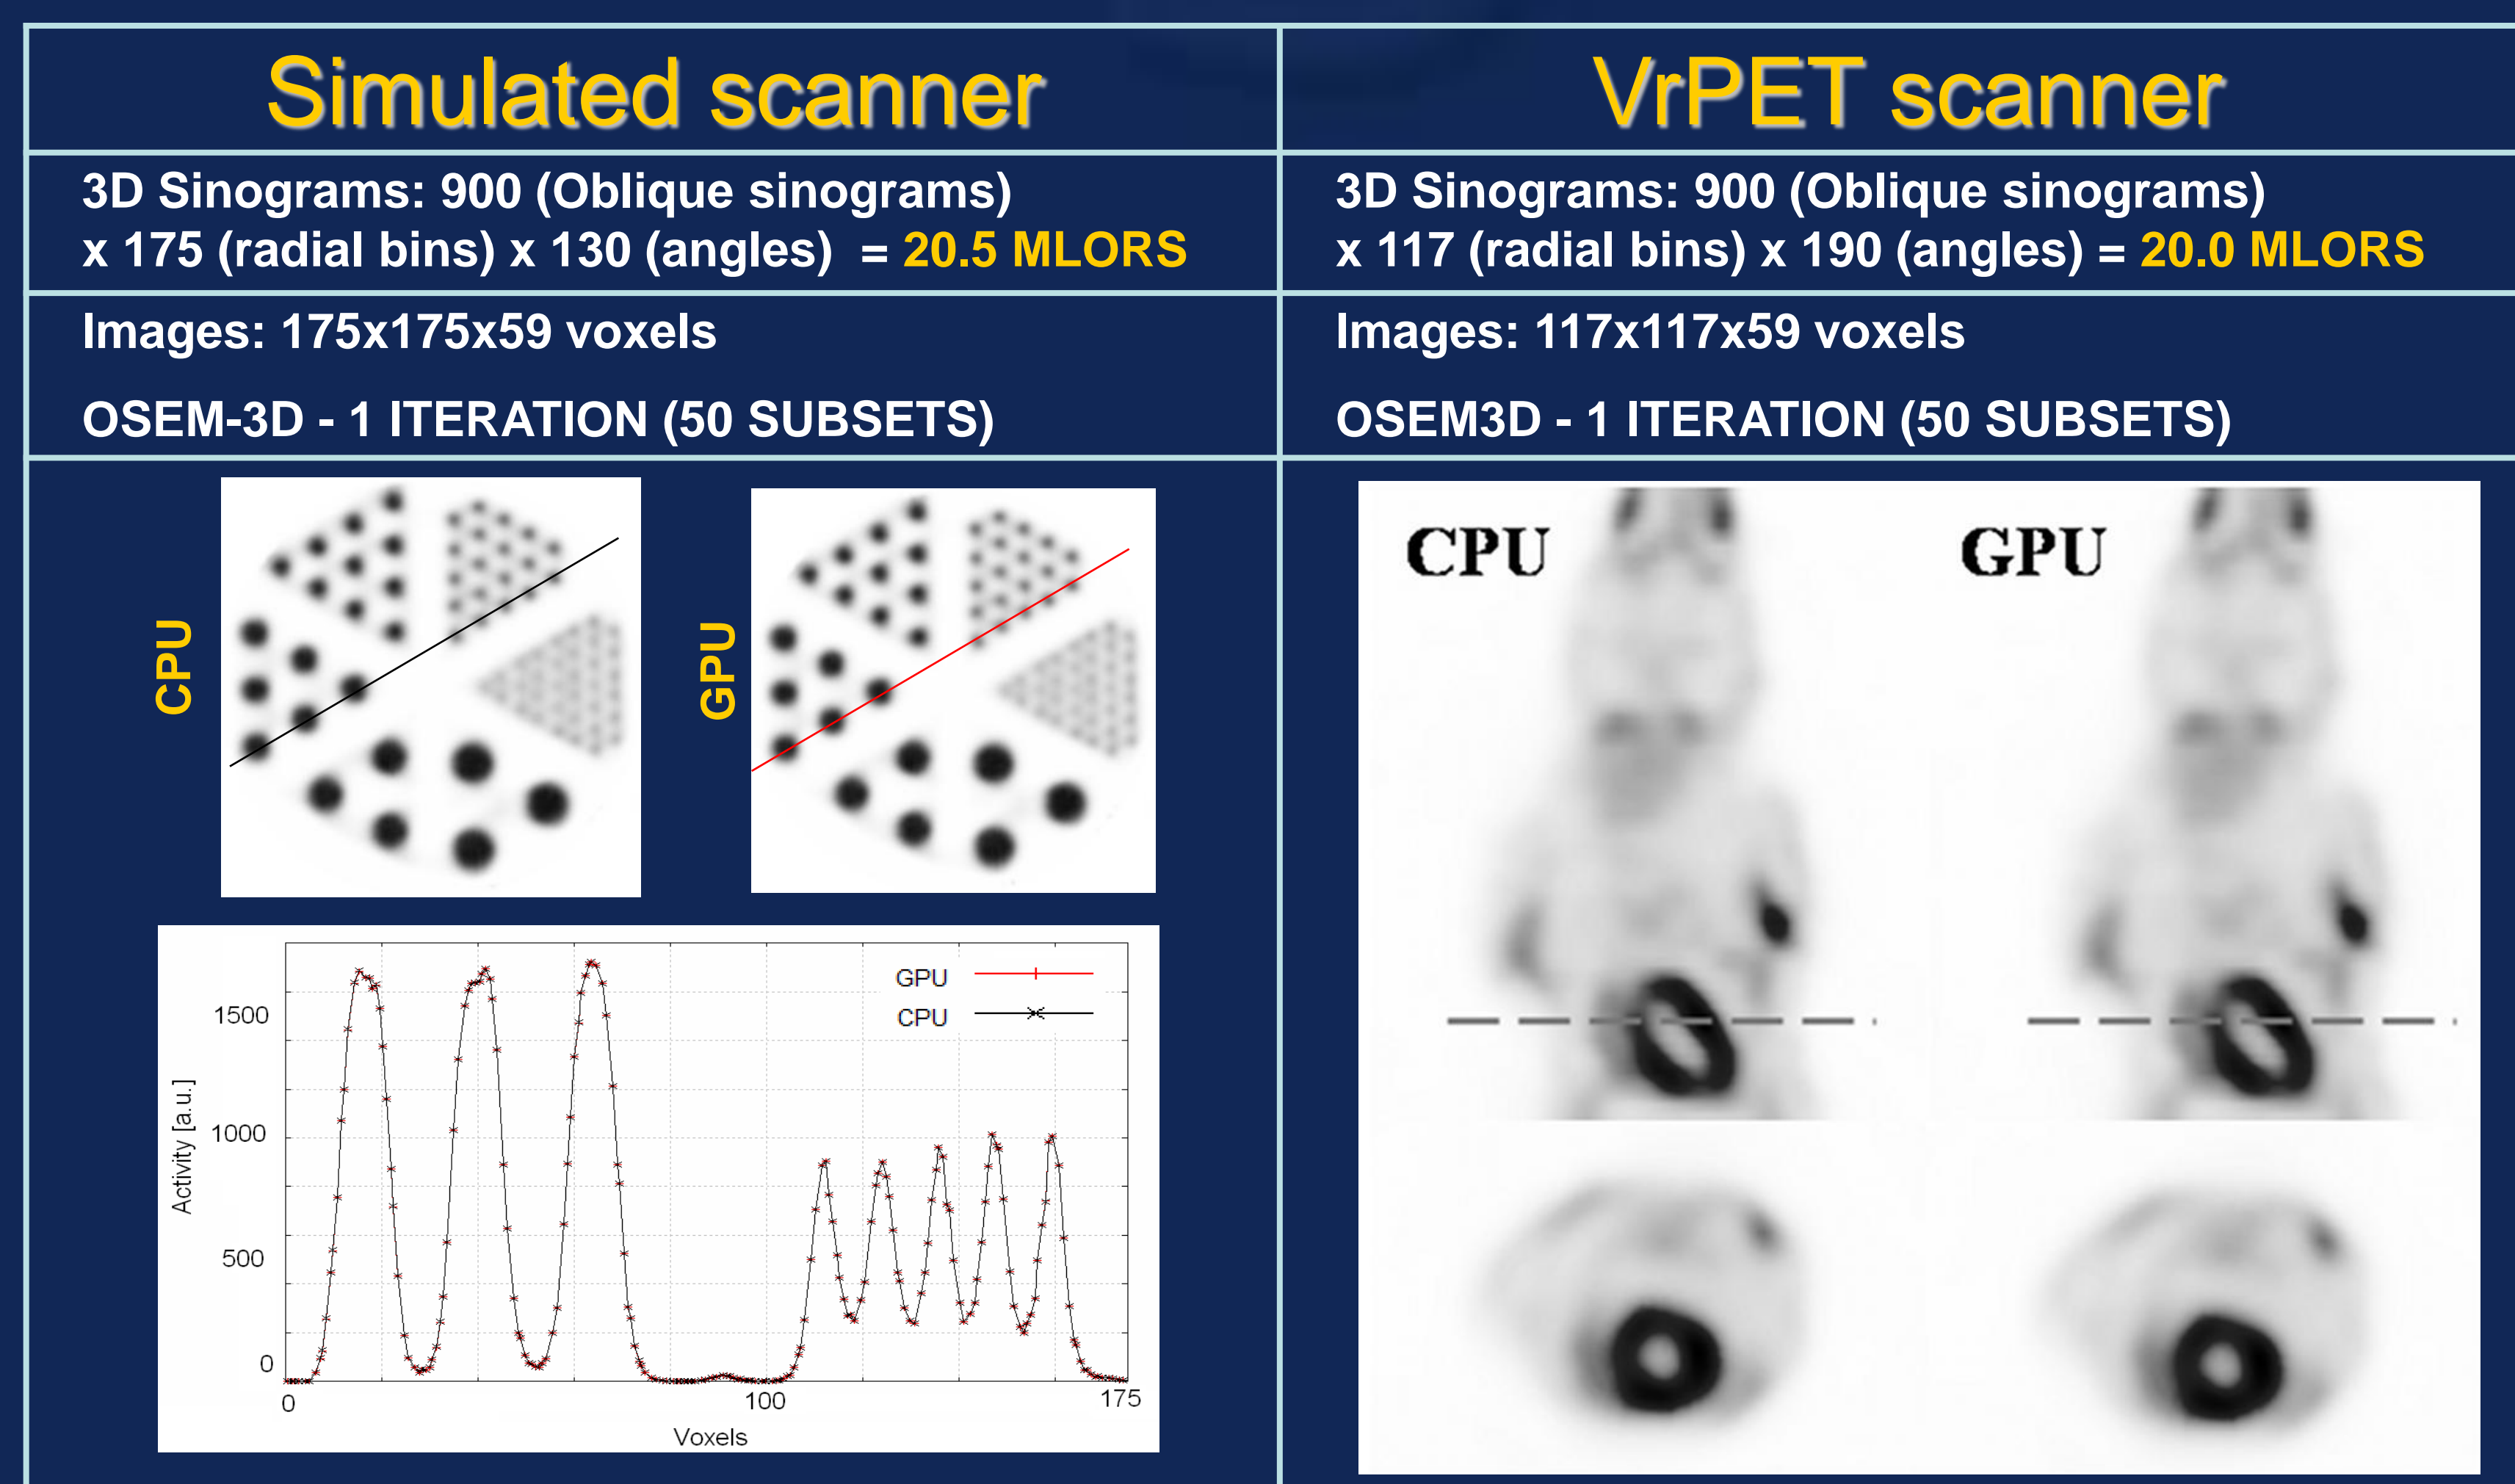 Simulated scanner
VrPET scanner
3D Sinograms: 900 (Oblique sinograms)
x 175 (radial bins) x 130 (angles) = 20.5 MLORS
3D Sinograms: 900 (Oblique sinograms)
x 117 (radial bins) x 190 (angles) = 20.0 MLORS
Images: 175x175x59 voxels
OSEM-3D - 1 ITERATION (50 SUBSETS)
Images: 117x117x59 voxels
OSEM3D - 1 ITERATION (50 SUBSETS)
CPU
GPU
GPU
CPU
1500
1000
500
0
Activity [a.u.]
0
100
175
Voxels
CPU
GPU